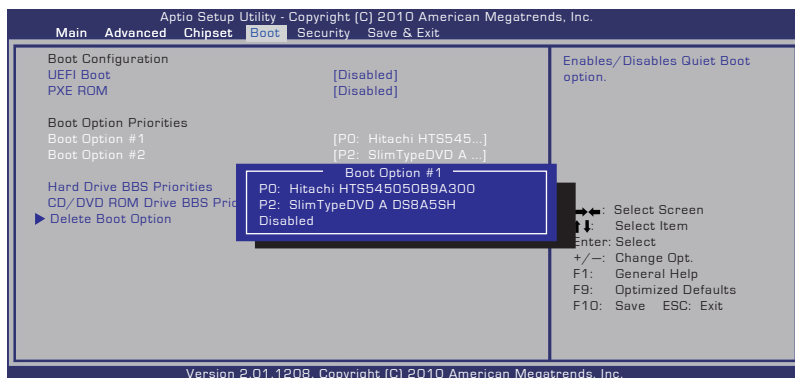 Aptio Setup Utility - Copyright (C) 2010 American Megatrends, Inc.
Main Advanced Chipset Boot Security Save & Exit
Boot Configuration
UEFI Boot [Disabled]
PXE ROM [Disabled]
Boot Option Priorities
Boot Option #1 [P0: Hitachi HTS545...]
Boot Option #2 [P2: SlimTypeDVD A ...]
Hard Drive BBS Priorities
CD/DVD ROM Drive BBS Prio
Delete Boot Option
Boot Option #1
P0: Hitachi HTS545050B9A300
P2: SlimTypeDVD A DS8A5SH
Disabled
Enables/Disables Quiet Boot
option.
→←: Select Screen
↑↓: Select Item
Enter: Select
+/—: Change Opt.
F1: General Help
F9: Optimized Defaults
F10: Save ESC: Exit
Version 2.01.1208. Copyright (C) 2010 American Megatrends, Inc.